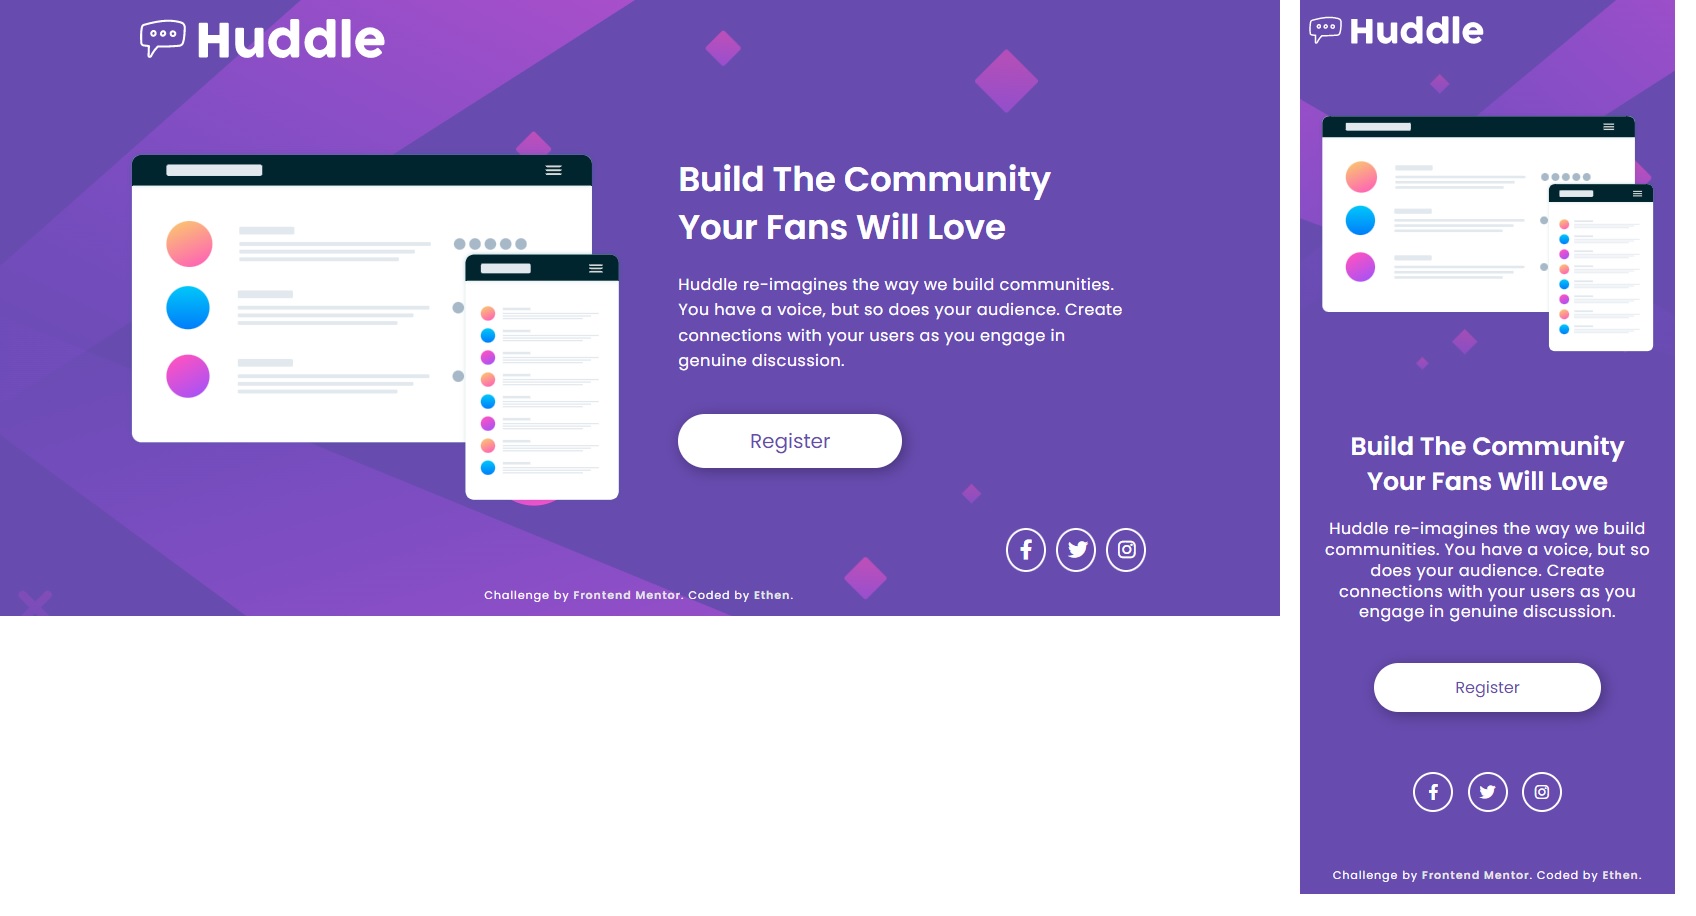 Huddle
Build The Community
Your Fans Will Love
Huddle re-imagines the way we build communities.
You have a voice, but so does your audience. Create
connections with your users as you engage in
genuine discussion.
Register
Challenge by Frontend Mentor. Coded by Ethen.
Huddle
Build The Community
Your Fans Will Love
Huddle re-imagines the way we build
communities. You have a voice, but so
does your audience. Create
connections with your users as you
engage in genuine discussion.
Register
Challenge by Frontend Mentor. Coded by Ethen.